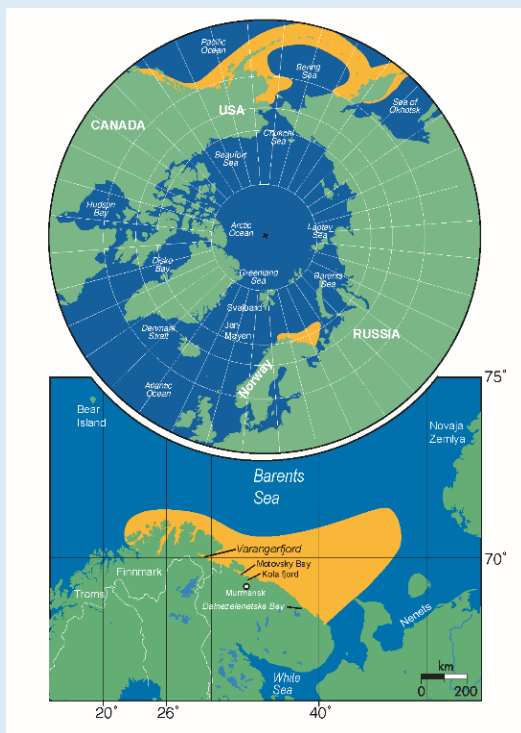 Pacific
Ocean
Bering
Sea
Sea of
Okhotsk
USA
CANADA
Chukchi
Sea
Beaufort
Sea
Hudson
Bay
Arctic
Ocean
Laptev
Sea
Disko
Bay
Greenland
Sea
Barents
Sea
Svalbard
Jan
Mayen
Denmark
Strait
RUSSIA
Norway
Atlantic
Ocean
75°
Bear
Island
Novaja
Zemlya
Barents
Sea
Varangerfjord
70°
Motovsky Bay
Finnmark
Kola fjord
Murmansk
Troms
Dalnezelenetska Bay
Nenets
White
Sea
km
0 200
20° 26° 40°